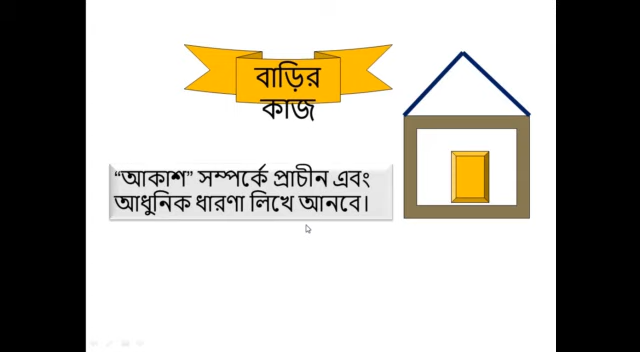 বাড়ির
কাজ
“আকাশ” সম্পর্কে প্রাচীন এবং
আধুনিক ধারণা লিখে আনবে।